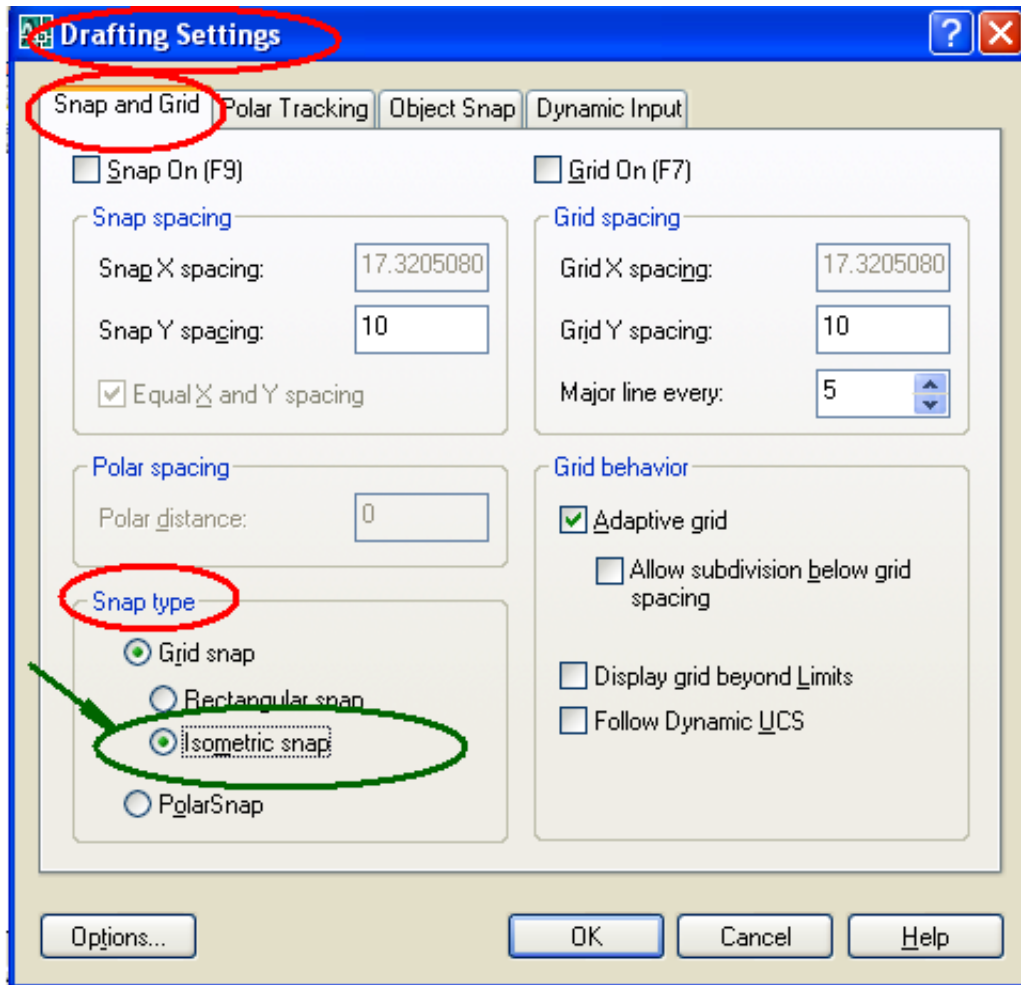 Drafting Settings
Snap and Grid
Polar Tracking
Object Snap
Dynamic Input
Snap On (F9)
Snap spacing
Snap X spacing: 17.3205080
Snap Y spacing: 10
Equal X and Y spacing
Polar spacing
Polar distance: 0
Snap type
Grid snap
Rectangular snap
Isometric snap
PolarSnap
Grid On (F7)
Grid spacing
Grid X spacing: 17.3205080
Grid Y spacing: 10
Major line every: 5
Grid behavior
Adaptive grid
Allow subdivision below grid
spacing
Display grid beyond Limits
Follow Dynamic UCS
Options...
OK
Cancel
Help